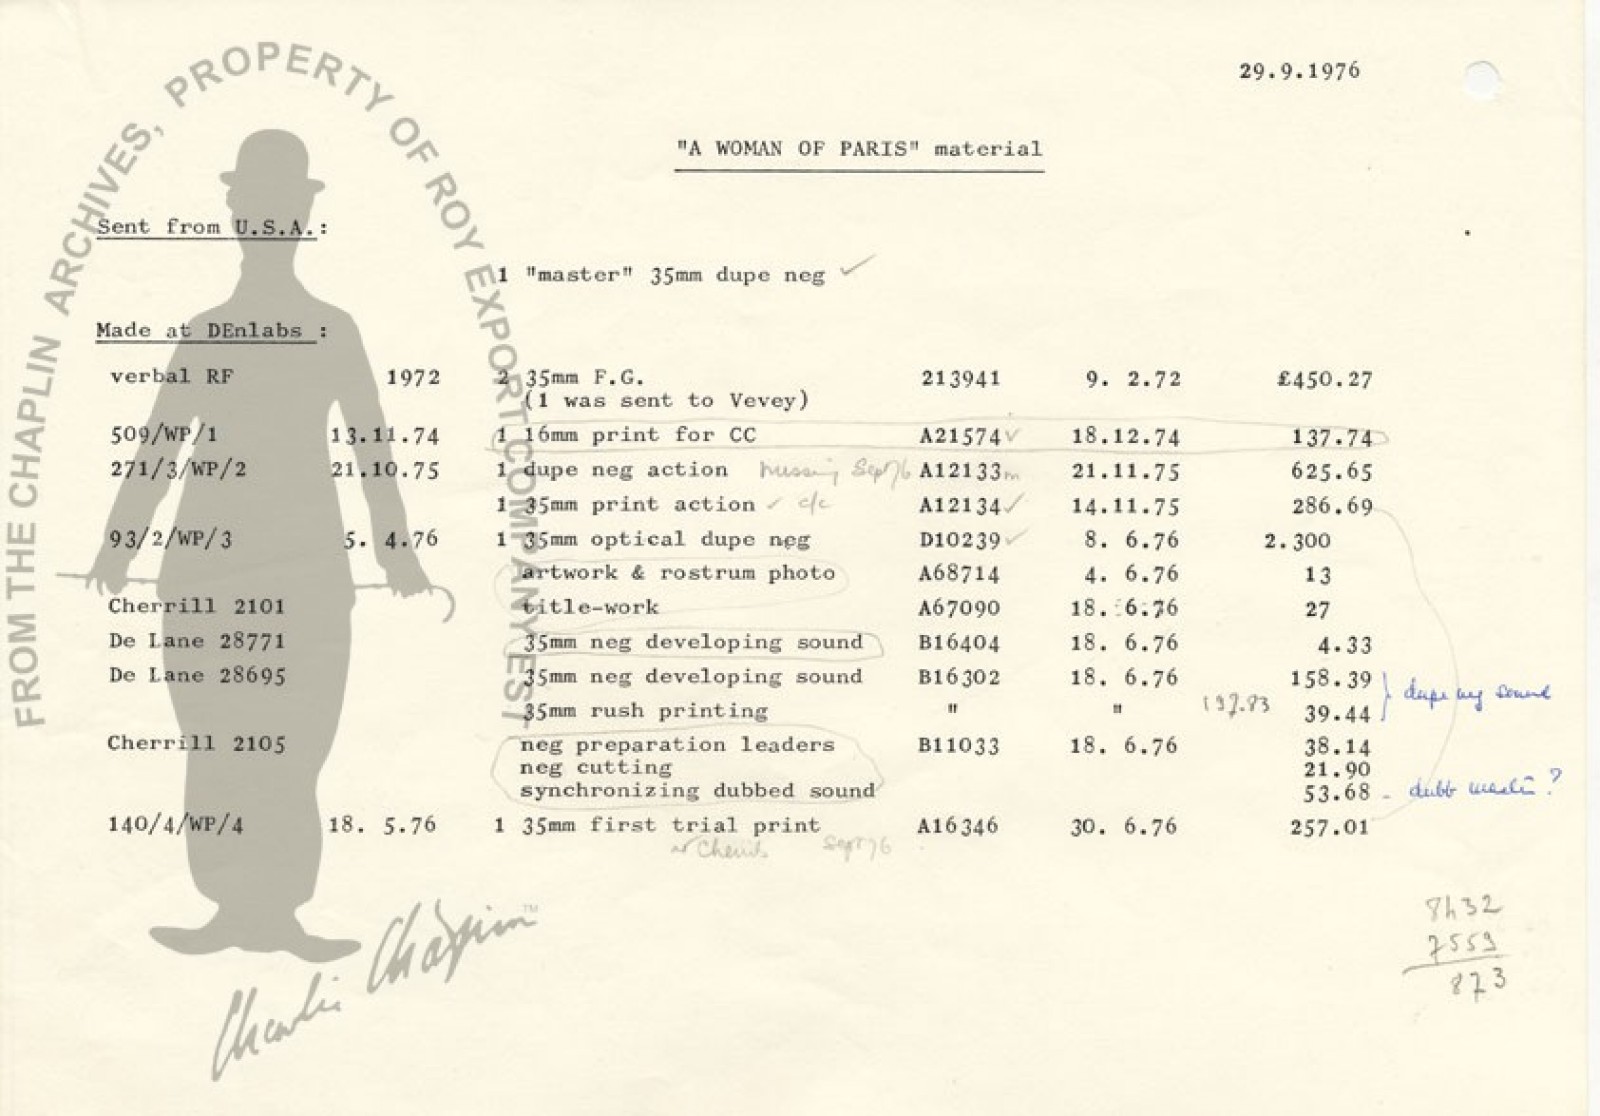 FROM THE CHAPLIN ARCHIVES, PROPERTY OF ROY EXPORT COMPANY EST.
29.9.1976
"A WOMAN OF PARIS" material
Sent from U.S.A.:
1 "master" 35mm dupe neg ✓
Made at DEnlabs :
verbal RF 1972 2 35mm F.G. 213941 9. 2.72 £450.27
(1 was sent to Vevey)
509/WP/1 13.11.74 1 16mm print for CC A21574 ✓ 18.12.74 137.74
271/3/WP/2 21.10.75 1 dupe neg action missing Sept 76 A12133 m 21.11.75 625.65
1 35mm print action ✓ c/c A12134 ✓ 14.11.75 286.69
93/2/WP/3 5. 4.76 1 35mm optical dupe neg D10239 ✓ 8. 6.76 2.300
artwork & rostrum photo A68714 4. 6.76 13
Cherrill 2101 title-work A67090 18. 6.76 27
De Lane 28771 35mm neg developing sound B16404 18. 6.76 4.33
De Lane 28695 35mm neg developing sound B16302 18. 6.76 158.39 } dupe neg sound
35mm rush printing " " 197.83 39.44
Cherrill 2105 neg preparation leaders B11033 18. 6.76 38.14
neg cutting 21.90
synchronizing dubbed sound 53.68 - dubb ?
140/4/WP/4 18. 5.76 1 35mm first trial print A16346 30. 6.76 257.01
Sept 76
8432
7559
873
Charlie Chaplin ™